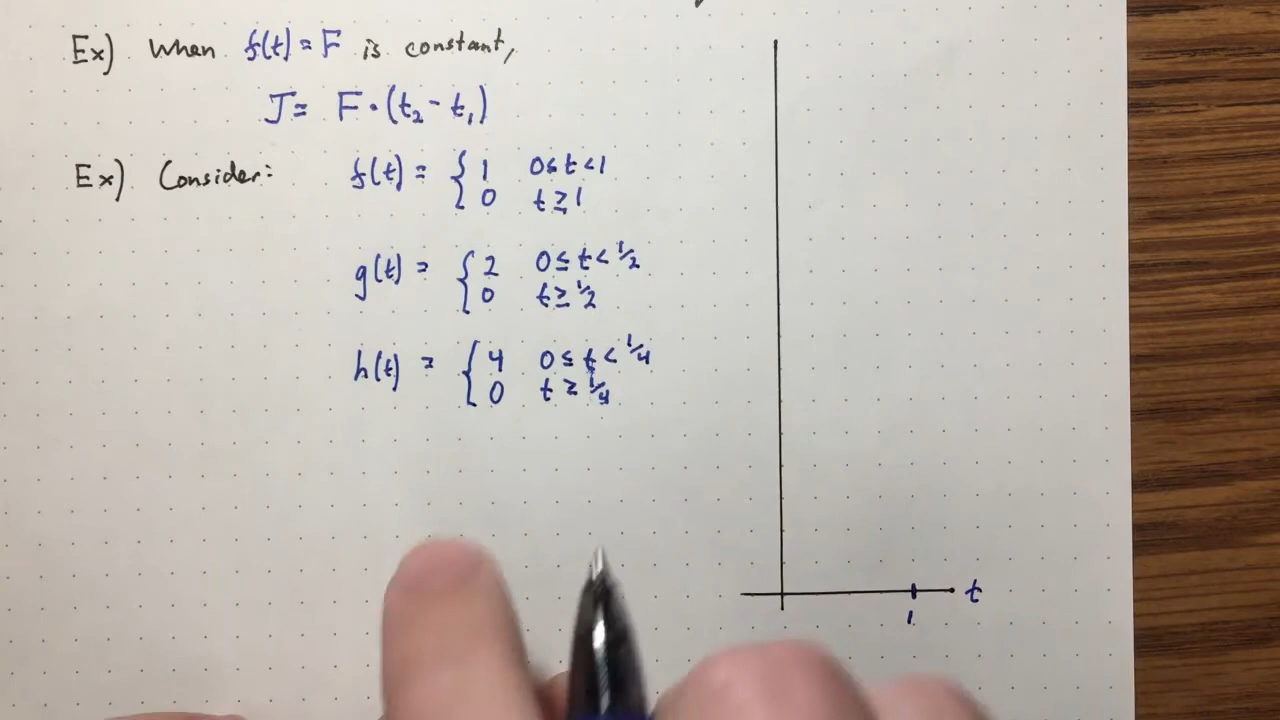 Ex) When f(t) = F is constant,
J = F • (t₂ - t₁)
Ex) Consider: f(t) = { 1 0 ≤ t < 1
0 t ≥ 1
g(t) = { 2 0 ≤ t < 1/2
0 t ≥ 1/2
h(t) = { 4 0 ≤ t < 1/4
0 t ≥ 1/4
t
1